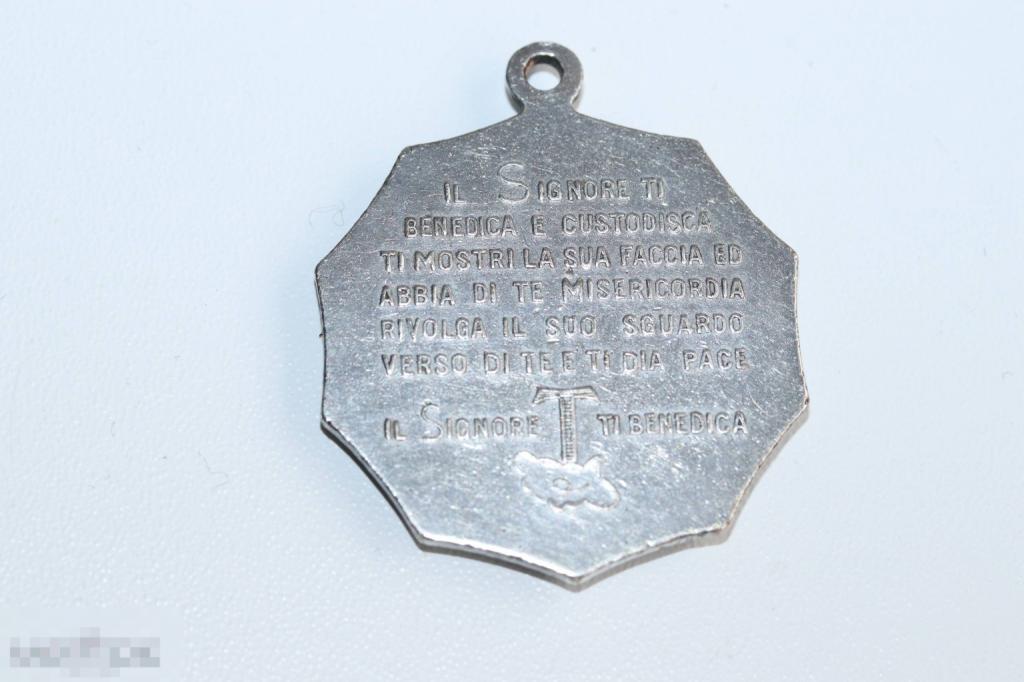 IL SIGNORE TI
BENEDICA E CUSTODISCA
TI MOSTRI LA SUA FACCIA ED
ABBIA DI TE MISERICORDIA
RIVOLGA IL SUO SGUARDO
VERSO DI TE E TI DIA PACE
IL SIGNORE T TI BENEDICA